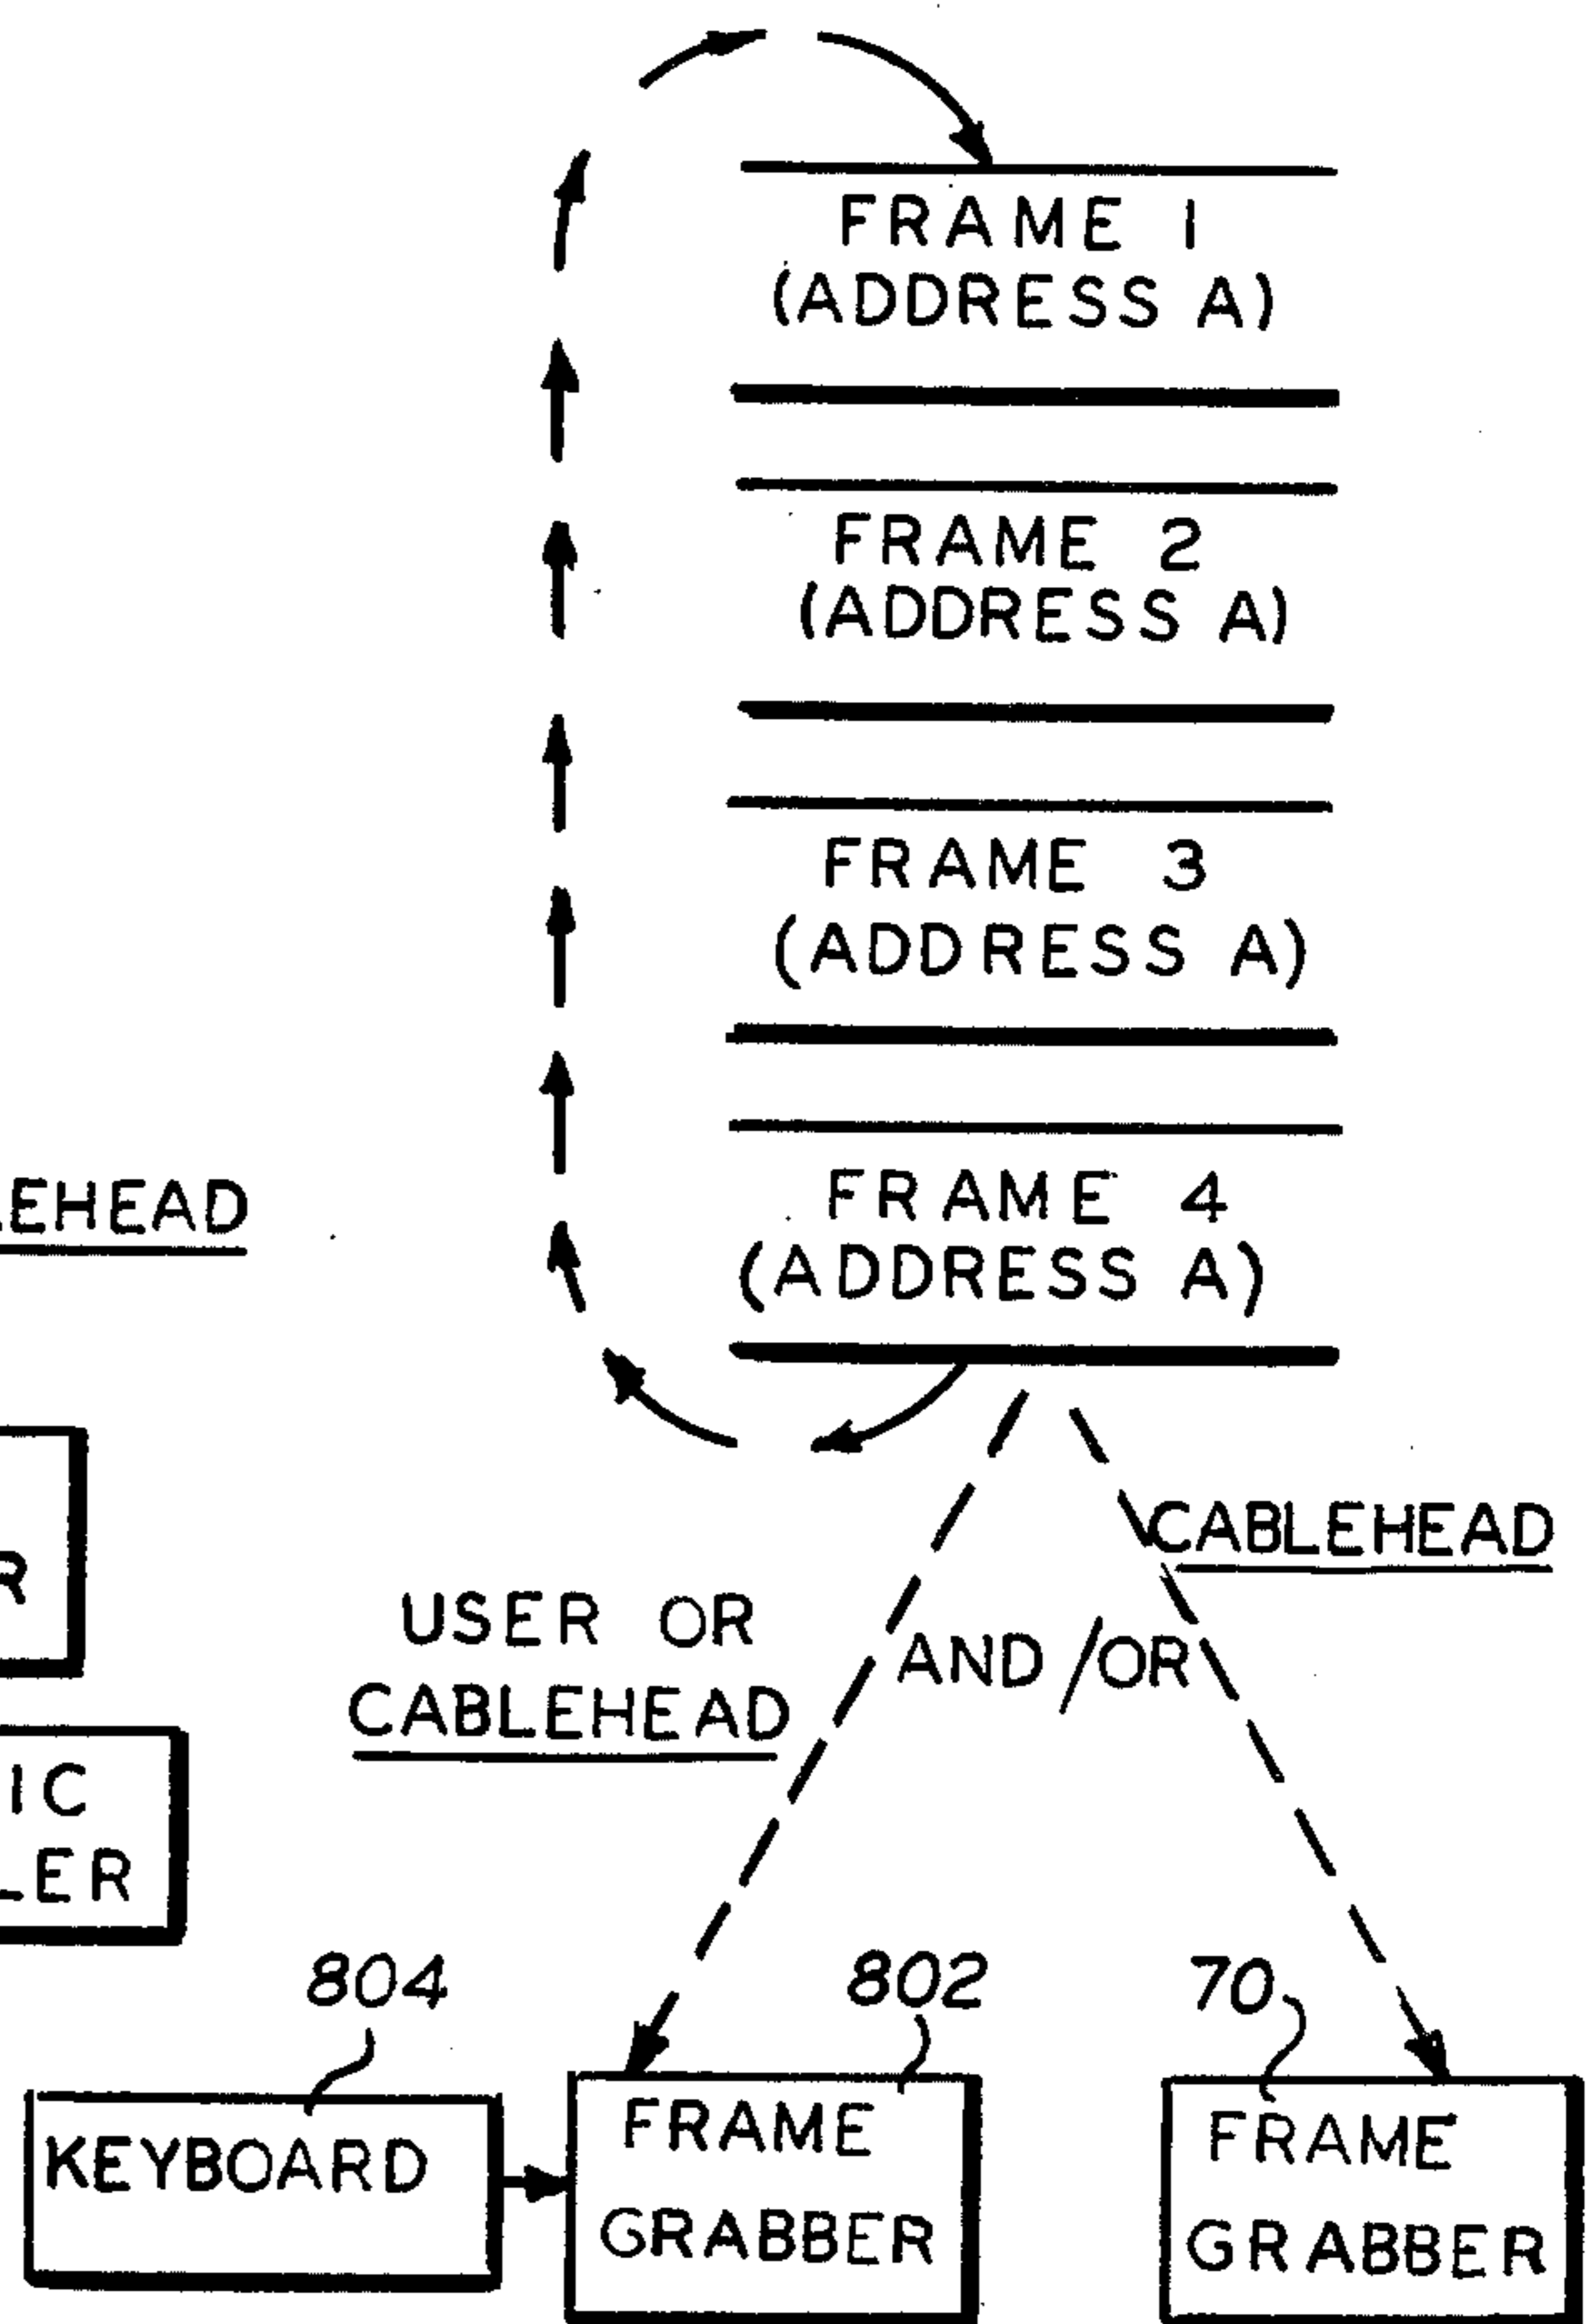 FRAME 1
(ADDRESS A)
FRAME 2
(ADDRESS A)
FRAME 3
(ADDRESS A)
FRAME 4
(ADDRESS A)
EHEAD
R
IC
LER
CABLEHEAD
USER OR
CABLEHEAD
AND/OR
804
802
70
KEYBOARD
FRAME
GRABBER
FRAME
GRABBER